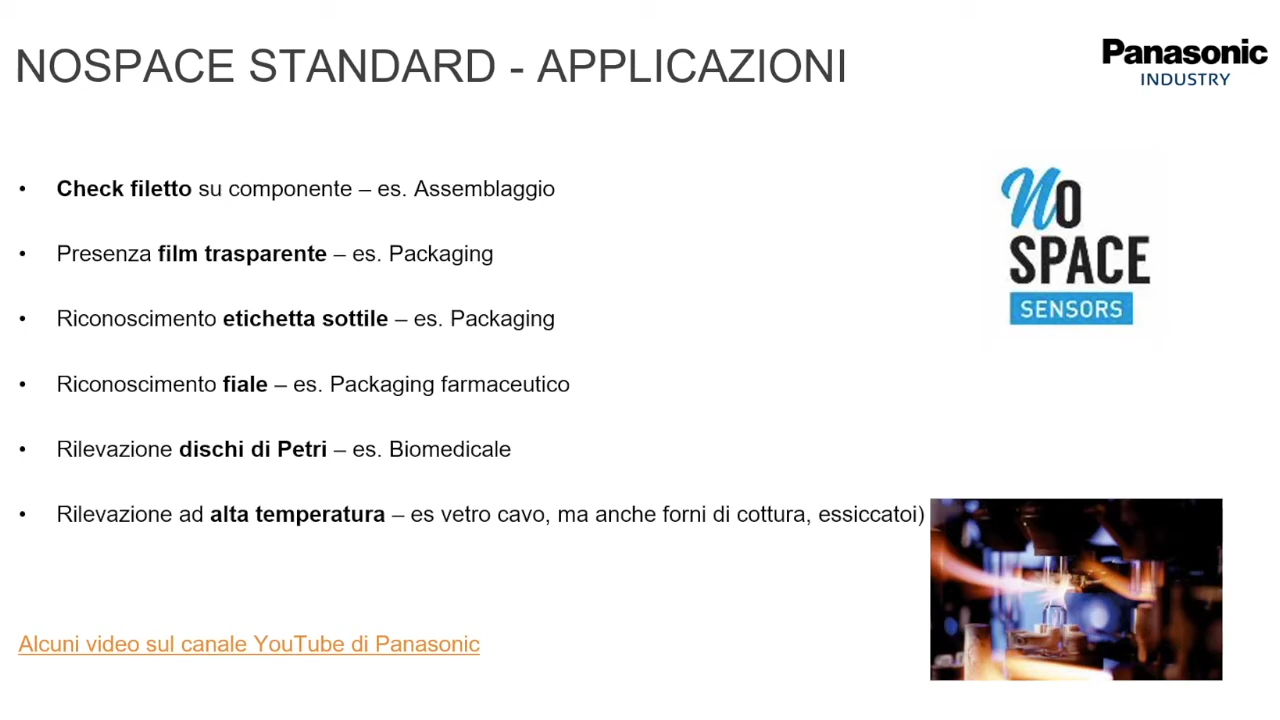 NOSPACE STANDARD - APPLICAZIONI
Panasonic
INDUSTRY
• Check filetto su componente – es. Assemblaggio
• Presenza film trasparente – es. Packaging
• Riconoscimento etichetta sottile – es. Packaging
• Riconoscimento fiale – es. Packaging farmaceutico
• Rilevazione dischi di Petri – es. Biomedicale
• Rilevazione ad alta temperatura – es vetro cavo, ma anche forni di cottura, essiccatoi)
No
SPACE
SENSORS
Alcuni video sul canale YouTube di Panasonic